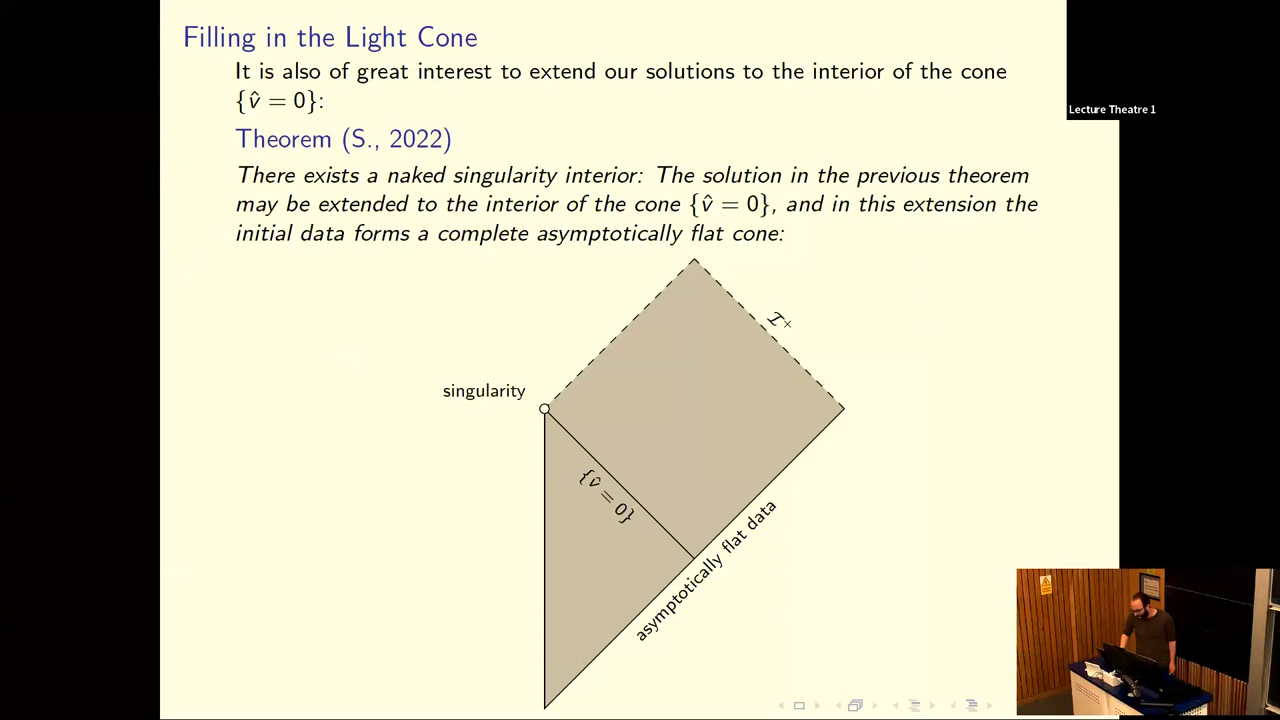 Filling in the Light Cone
It is also of great interest to extend our solutions to the interior of the cone
{v̂ = 0}:
Theorem (S., 2022)
There exists a naked singularity interior: The solution in the previous theorem
may be extended to the interior of the cone {v̂ = 0}, and in this extension the
initial data forms a complete asymptotically flat cone:
I⁺
singularity
{v̂ = 0}
asymptotically flat data
Lecture Theatre 1